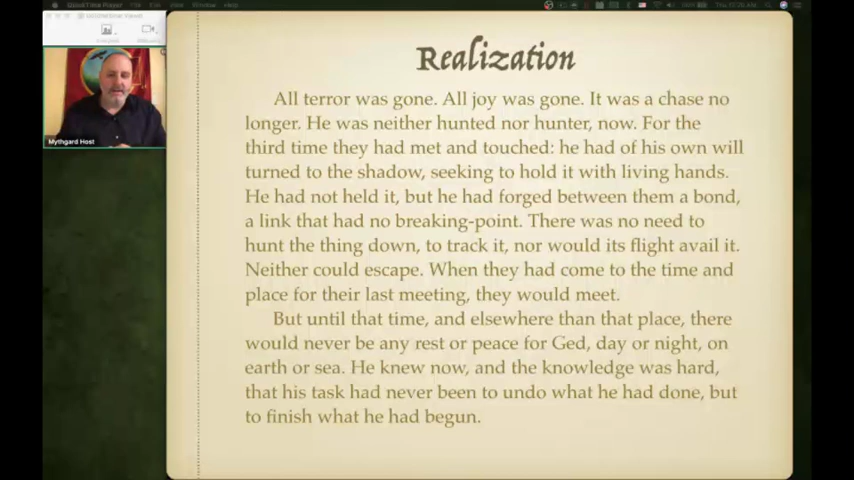 QuickTime Player
Mythgard Host
Realization
All terror was gone. All joy was gone. It was a chase no
longer. He was neither hunted nor hunter, now. For the
third time they had met and touched: he had of his own will
turned to the shadow, seeking to hold it with living hands.
He had not held it, but he had forged between them a bond,
a link that had no breaking-point. There was no need to
hunt the thing down, to track it, nor would its flight avail it.
Neither could escape. When they had come to the time and
place for their last meeting, they would meet.
But until that time, and elsewhere than that place, there
would never be any rest or peace for Ged, day or night, on
earth or sea. He knew now, and the knowledge was hard,
that his task had never been to undo what he had done, but
to finish what he had begun.